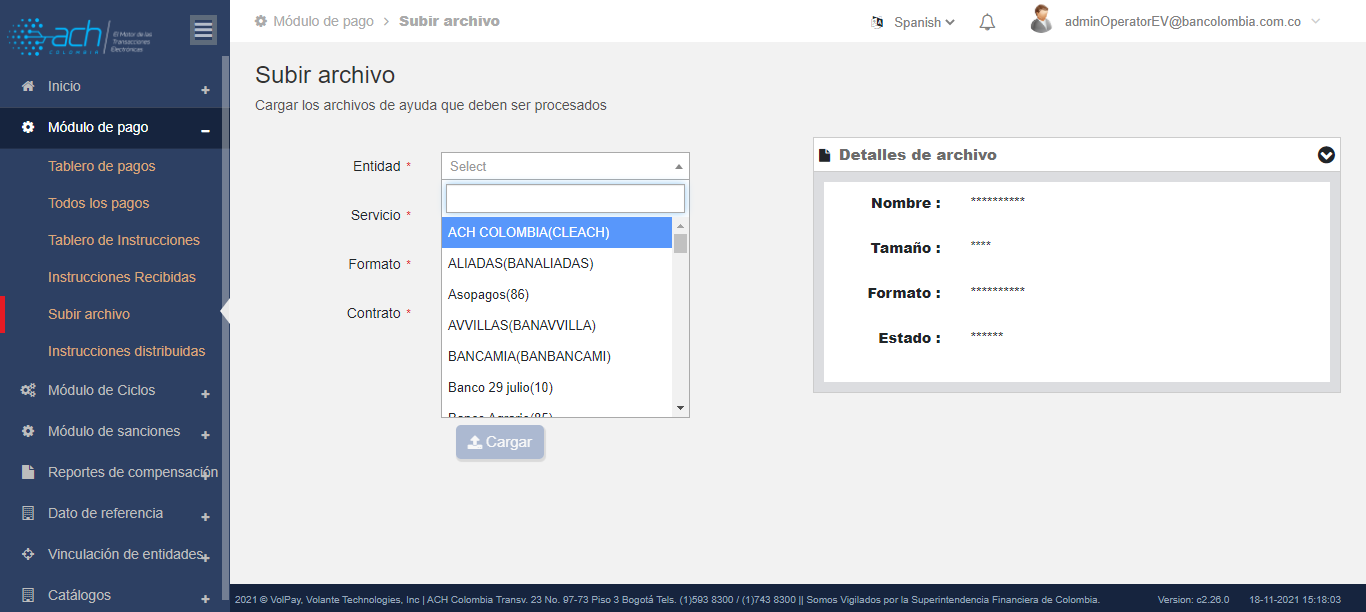 ach
COLOMBIA
El Motor de las
Transacciones
Electrónicas
Módulo de pago > Subir archivo
Spanish
adminOperatorEV@bancolombia.com.co
Inicio
Módulo de pago
Tablero de pagos
Todos los pagos
Tablero de Instrucciones
Instrucciones Recibidas
Subir archivo
Instrucciones distribuidas
Módulo de Ciclos
Módulo de sanciones
Reportes de compensación
Dato de referencia
Vinculación de entidades
Catálogos
Subir archivo
Cargar los archivos de ayuda que deben ser procesados
Entidad *
Select
Servicio *
Formato *
Contrato *
ACH COLOMBIA(CLEACH)
ALIADAS(BANALIADAS)
Asopagos(86)
AVVILLAS(BANAVVILLA)
BANCAMIA(BANBANCAMI)
Banco 29 julio(10)
Banco Agrario(85)
Cargar
Detalles de archivo
Nombre : **********
Tamaño : ****
Formato : **********
Estado : ******
2021 © VolPay, Volante Technologies, Inc | ACH Colombia Transv. 23 No. 97-73 Piso 3 Bogotá Tels. (1)593 8300 / (1)743 8300 || Somos Vigilados por la Superintendencia Financiera de Colombia.
Version: c2.26.0
18-11-2021 15:18:03